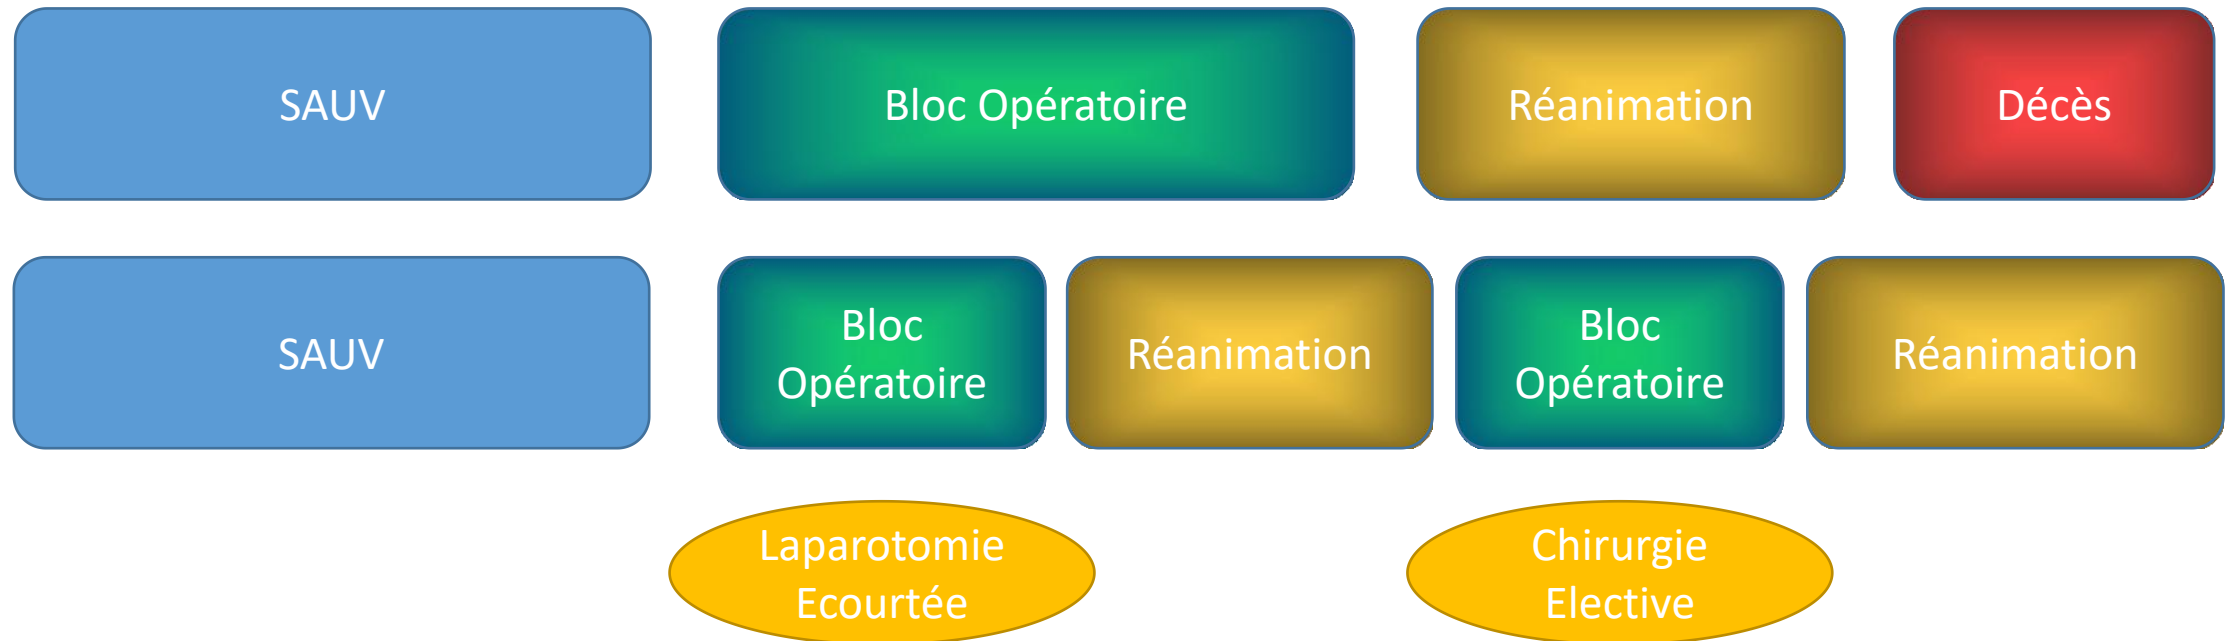 SAUV
Bloc Opératoire
Réanimation
Décès
SAUV
Bloc
Opératoire
Réanimation
Bloc
Opératoire
Réanimation
Laparotomie
Ecourtée
Chirurgie
Elective